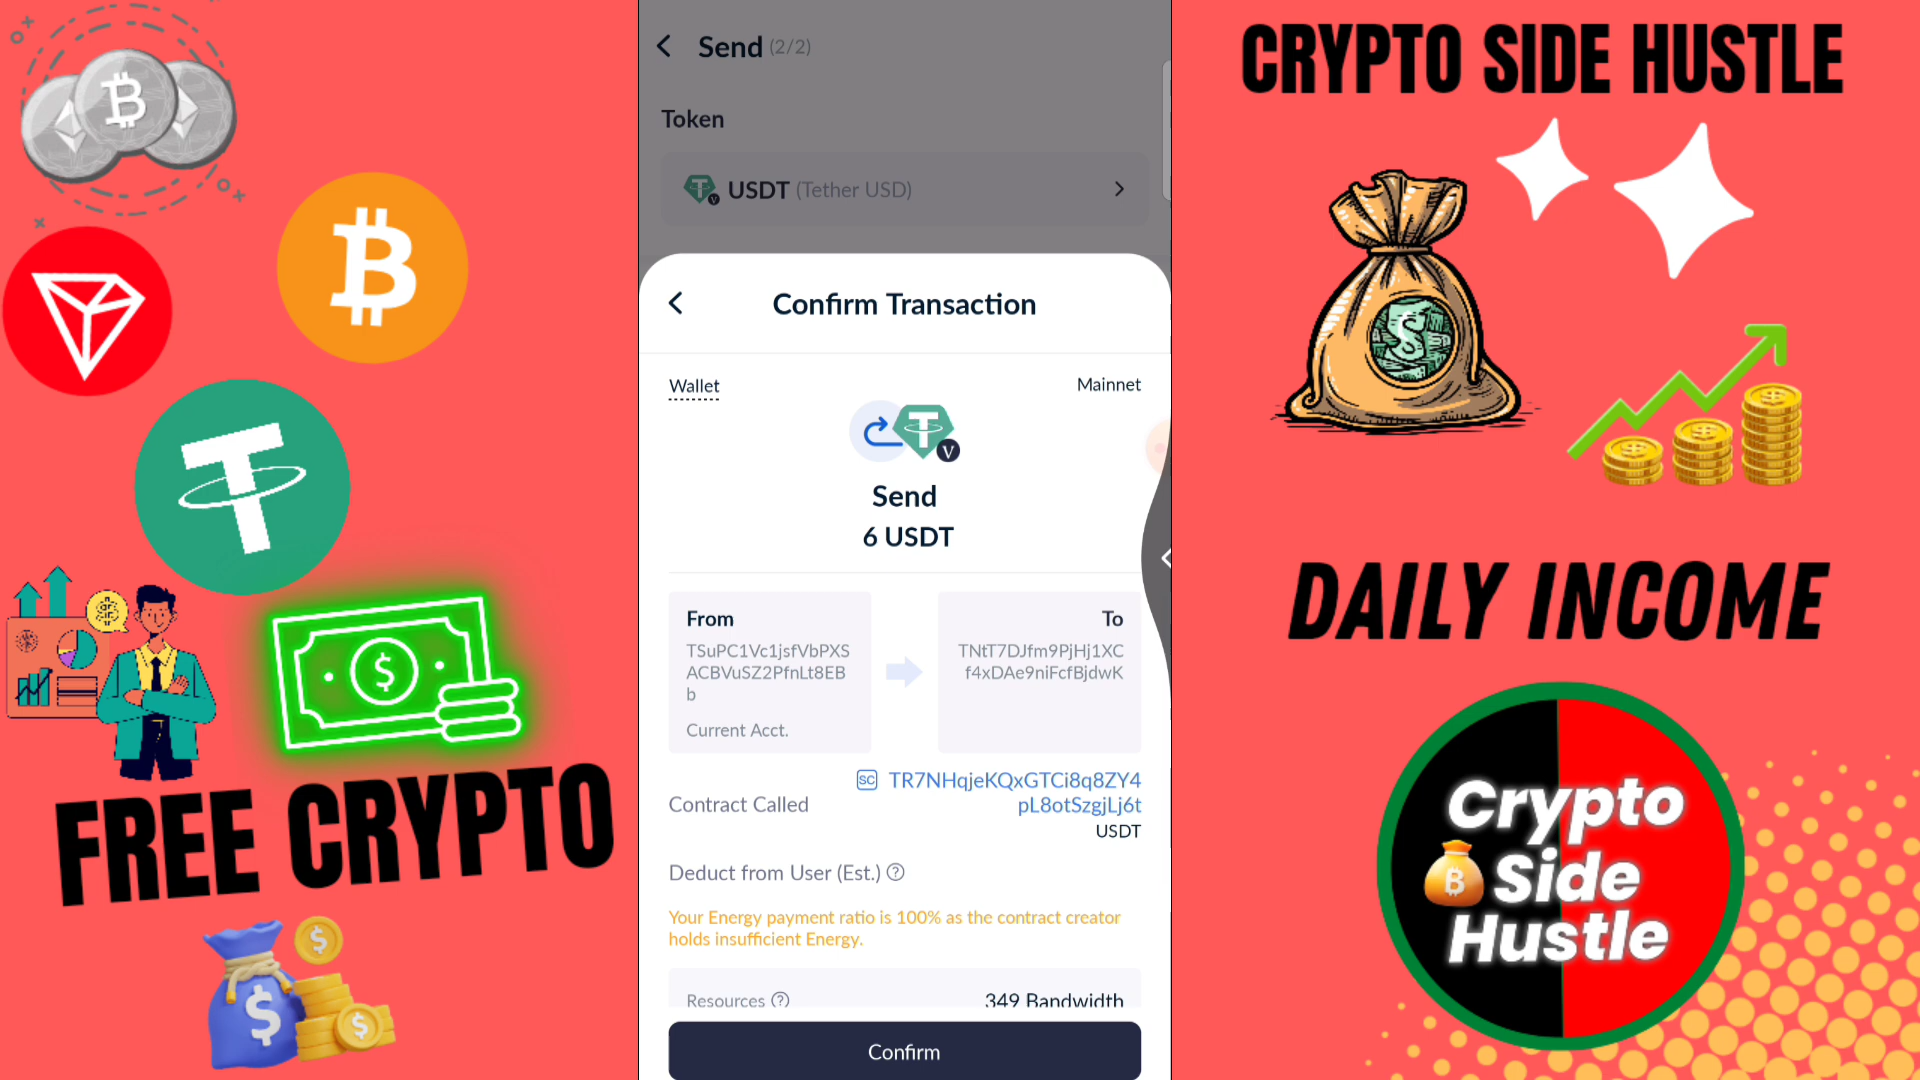 FREE CRYPTO
Send (2/2)
Token
USDT (Tether USD)
Confirm Transaction
Wallet
Mainnet
Send
6 USDT
From
TSuPC1Vc1jsfVbPXS
ACBVuSZ2PfnLt8EB
b
Current Acct.
To
TNtT7DJfm9PjHj1XC
f4xDAe9niFcfBjdwK
Contract Called
SC TR7NHqjeKQxGTCi8q8ZY4
pL8otSzgjLj6t
USDT
Deduct from User (Est.)
Your Energy payment ratio is 100% as the contract creator
holds insufficient Energy.
Resources
349 Bandwidth
Confirm
CRYPTO SIDE HUSTLE
DAILY INCOME
Crypto
Side
Hustle